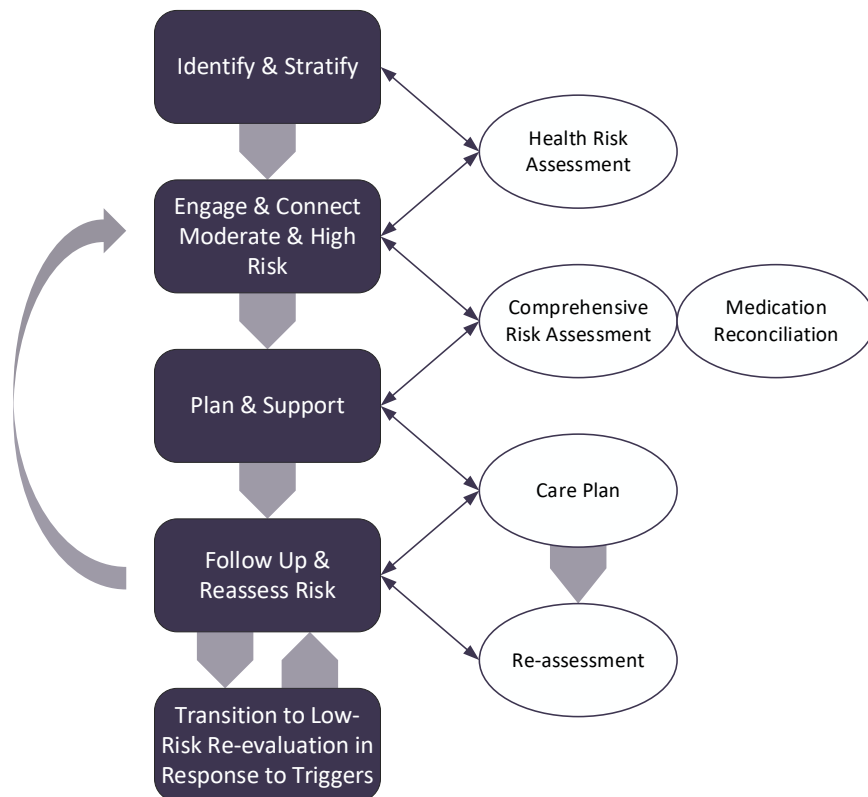 Identify & Stratify
Health Risk
Assessment
Engage & Connect
Moderate & High
Risk
Comprehensive
Risk Assessment
Medication
Reconciliation
Plan & Support
Care Plan
Follow Up &
Reassess Risk
Re-assessment
Transition to Low-
Risk Re-evaluation in
Response to Triggers